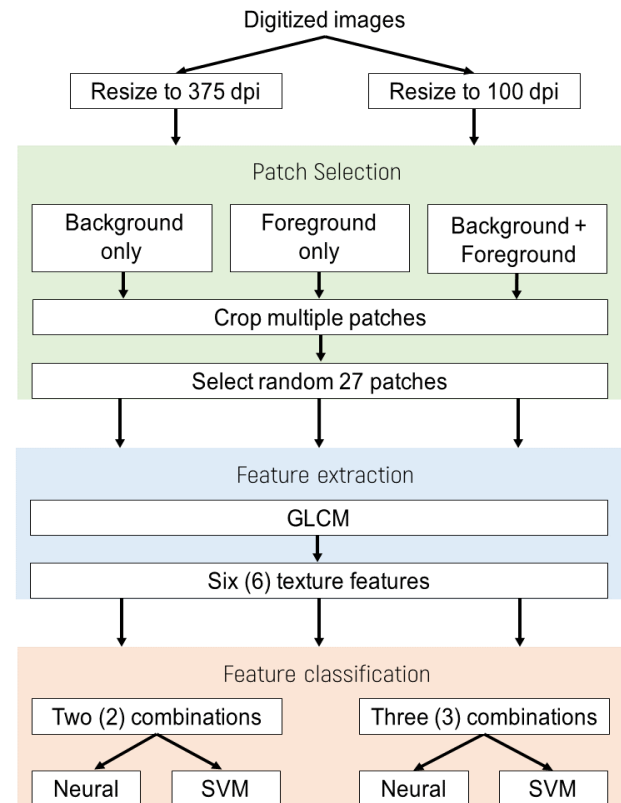 Digitized images
Resize to 375 dpi
Resize to 100 dpi
Patch Selection
Background
only
Foreground
only
Background +
Foreground
Crop multiple patches
Select random 27 patches
Feature extraction
GLCM
Six (6) texture features
Feature classification
Two (2) combinations
Three (3) combinations
Neural
SVM
Neural
SVM